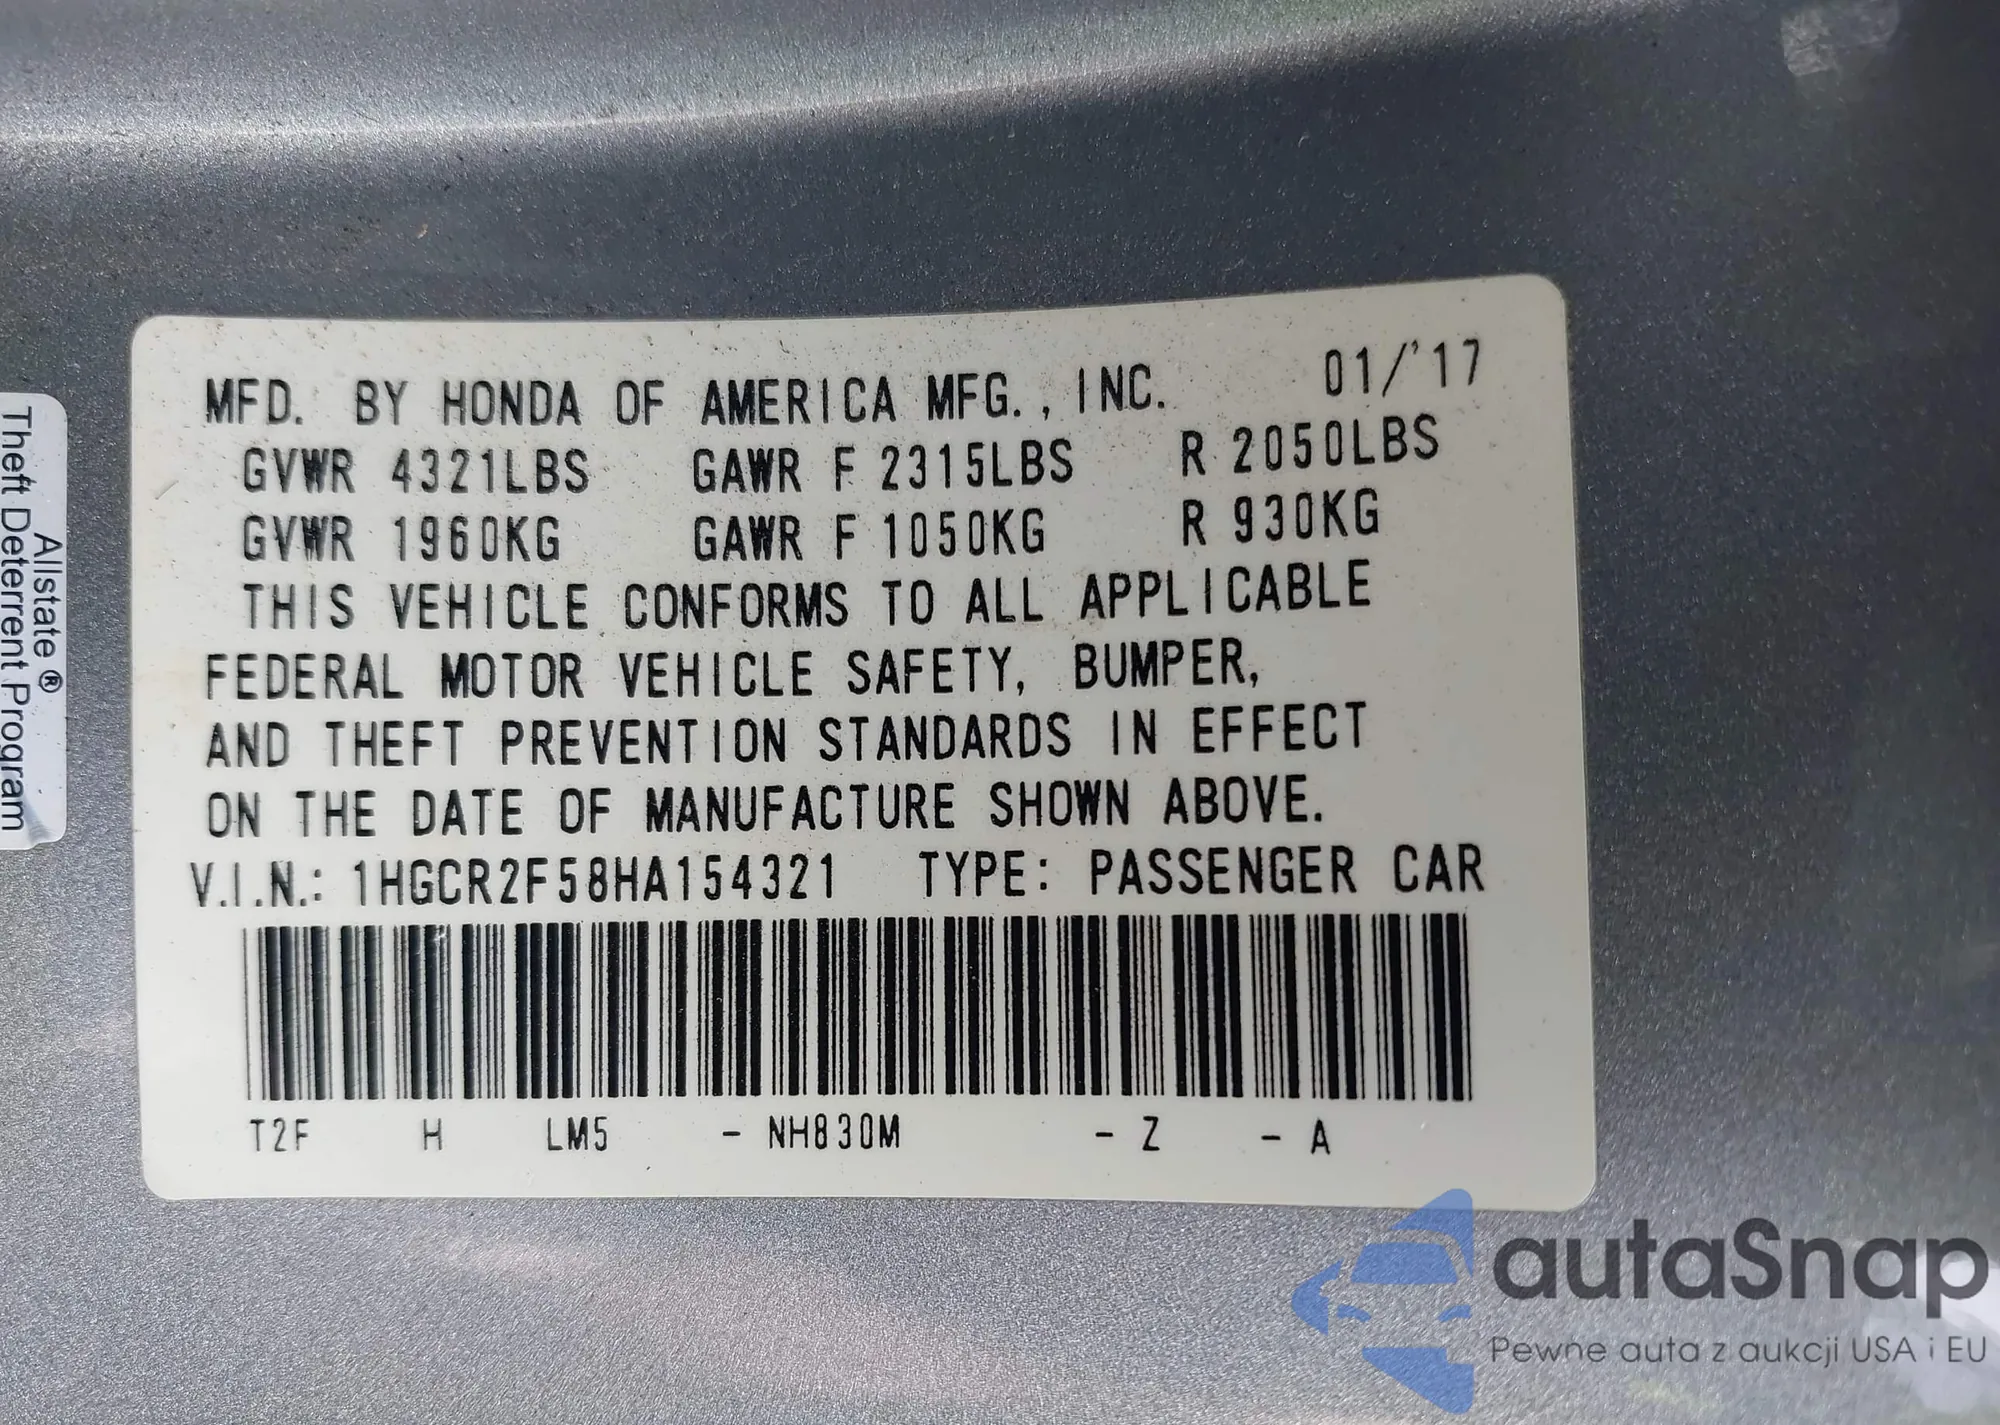 MFD. BY HONDA OF AMERICA MFG., INC. 01/'17
GVWR 4321LBS GAWR F 2315LBS R 2050LBS
GVWR 1960KG GAWR F 1050KG R 930KG
THIS VEHICLE CONFORMS TO ALL APPLICABLE
FEDERAL MOTOR VEHICLE SAFETY, BUMPER,
AND THEFT PREVENTION STANDARDS IN EFFECT
ON THE DATE OF MANUFACTURE SHOWN ABOVE.
V.I.N.: 1HGCR2F58HA154321 TYPE: PASSENGER CAR
T2F H LM5 - NH830M - Z - A
Allstate®
Theft Deterrent Program
autaSnap
Pewne auta z aukcji USA i EU